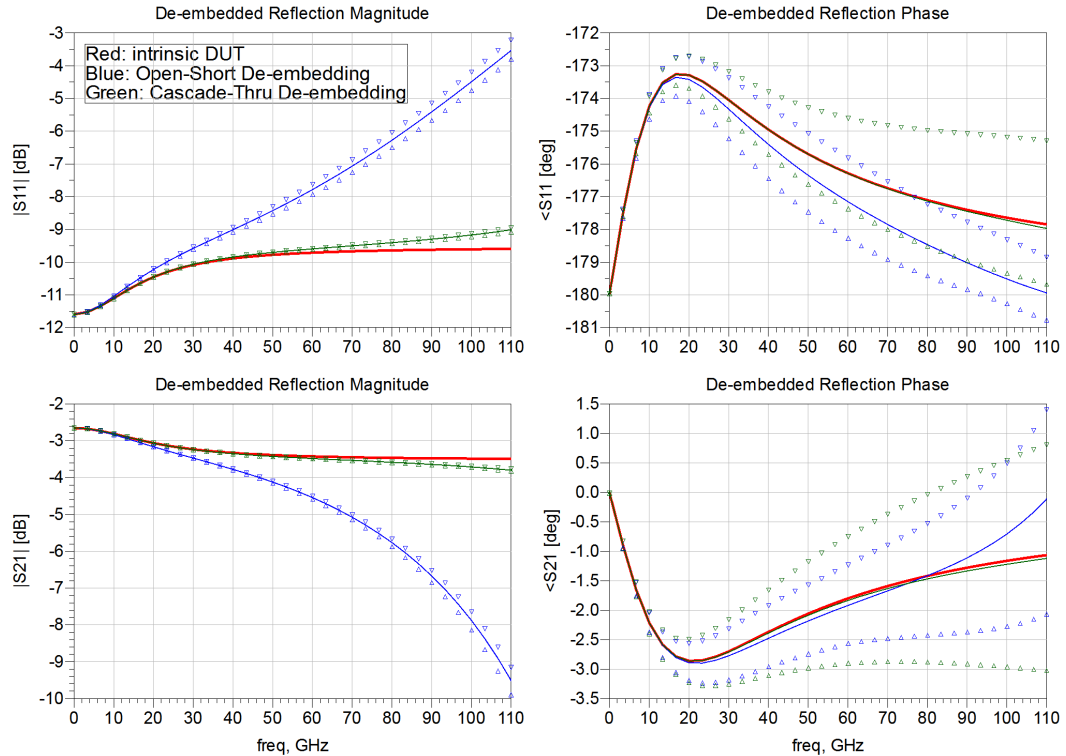 De-embedded Reflection Magnitude
-3
-4
-5
-6
-7
-8
-9
-10
-11
-12
|S11| [dB]
Red: intrinsic DUT
Blue: Open-Short De-embedding
Green: Cascade-Thru De-embedding
0 10 20 30 40 50 60 70 80 90 100 110
De-embedded Reflection Phase
-172
-173
-174
-175
-176
-177
-178
-179
-180
-181
<S11 [deg]
0 10 20 30 40 50 60 70 80 90 100 110
De-embedded Reflection Magnitude
-2
-3
-4
-5
-6
-7
-8
-9
-10
|S21| [dB]
0 10 20 30 40 50 60 70 80 90 100 110
freq, GHz
De-embedded Reflection Phase
1.5
1.0
0.5
0.0
-0.5
-1.0
-1.5
-2.0
-2.5
-3.0
-3.5
<S21 [deg]
0 10 20 30 40 50 60 70 80 90 100 110
freq, GHz